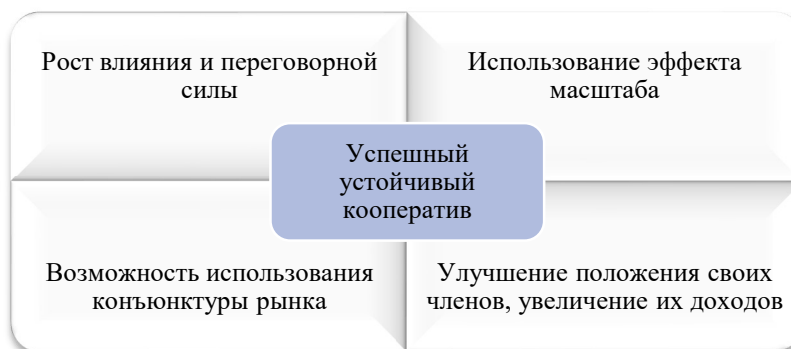 Рост влияния и переговорной
силы
Использование эффекта
масштаба
Успешный
устойчивый
кооператив
Возможность использования
конъюнктуры рынка
Улучшение положения своих
членов, увеличение их доходов